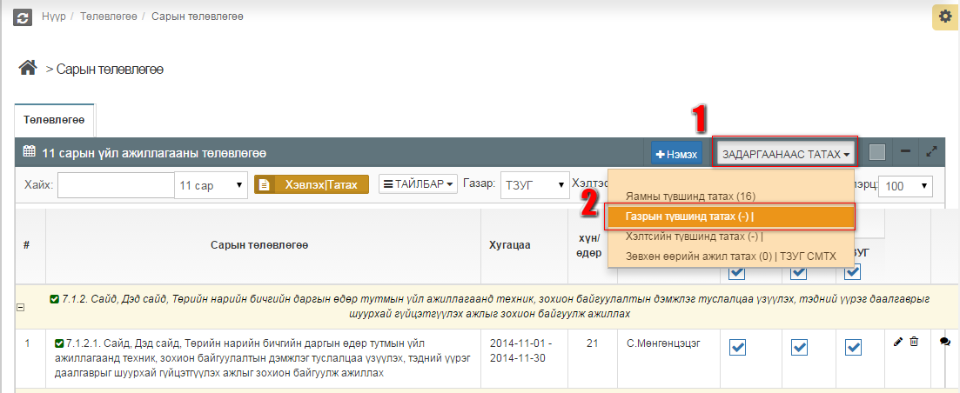 Нүүр / Төлөвлөгөө / Сарын төлөвлөгөө
> Сарын төлөвлөгөө
Төлөвлөгөө
1
11 сарын үйл ажиллагааны төлөвлөгөө
+ Нэмэх
ЗАДАРГААНААС ТАТАХ
Хайх:
11 сар
Хэвлэх|Татах
ТАЙЛБАР
Газар:
ТЗУГ
100
2
Яамны түвшинд татах (16)
Газрын түвшинд татах (-) |
Хэлтсийн түвшинд татах (-) |
Зөвхөн өөрийн ажил татах (0) | ТЗУГ СМТХ
#
Сарын төлөвлөгөө
Хугацаа
хүн/
өдөр
7.1.2. Сайд, Дэд сайд, Төрийн нарийн бичгийн даргын өдөр тутмын үйл ажиллагаанд техник, зохион байгуулалтын дэмжлэг туслалцаа үзүүлэх, тэдний үүрэг даалгаврыг
шуурхай гүйцэтгүүлэх ажлыг зохион байгуулж ажиллах
1
7.1.2.1. Сайд, Дэд сайд, Төрийн нарийн бичгийн даргын өдөр тутмын үйл
ажиллагаанд техник, зохион байгуулалтын дэмжлэг туслалцаа үзүүлэх, тэдний үүрэг
даалгаврыг шуурхай гүйцэтгүүлэх ажлыг зохион байгуулж ажиллах
2014-11-01 -
2014-11-30
21
С.Мөнгөнцэцэг